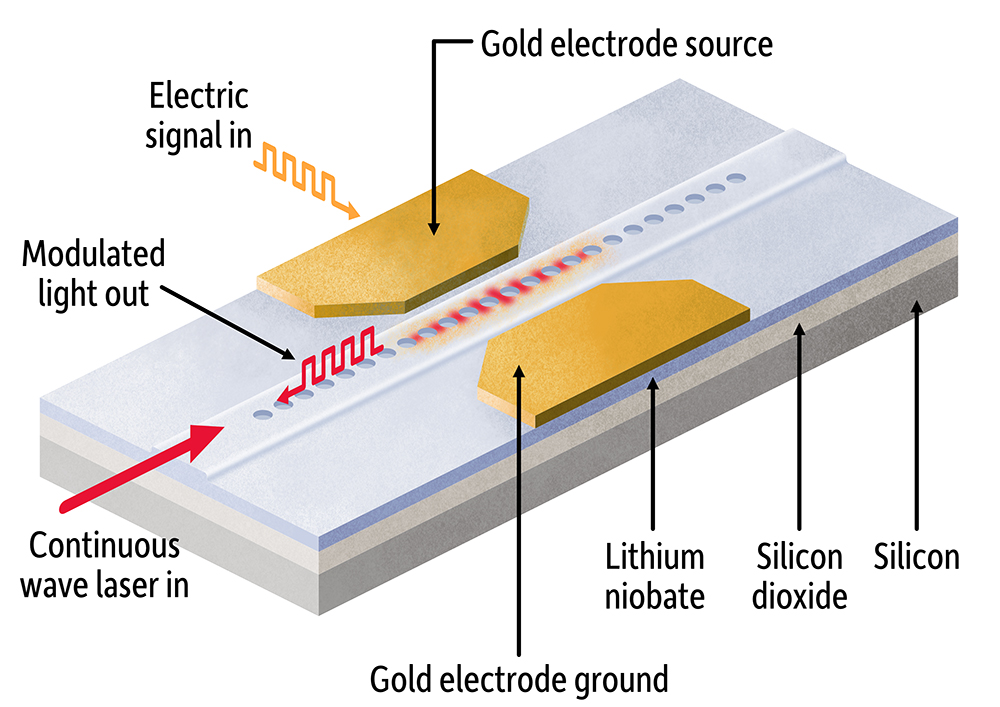 Gold electrode source
Electric
signal in
Modulated
light out
Continuous
wave laser in
Lithium
niobate
Silicon
dioxide
Silicon
Gold electrode ground